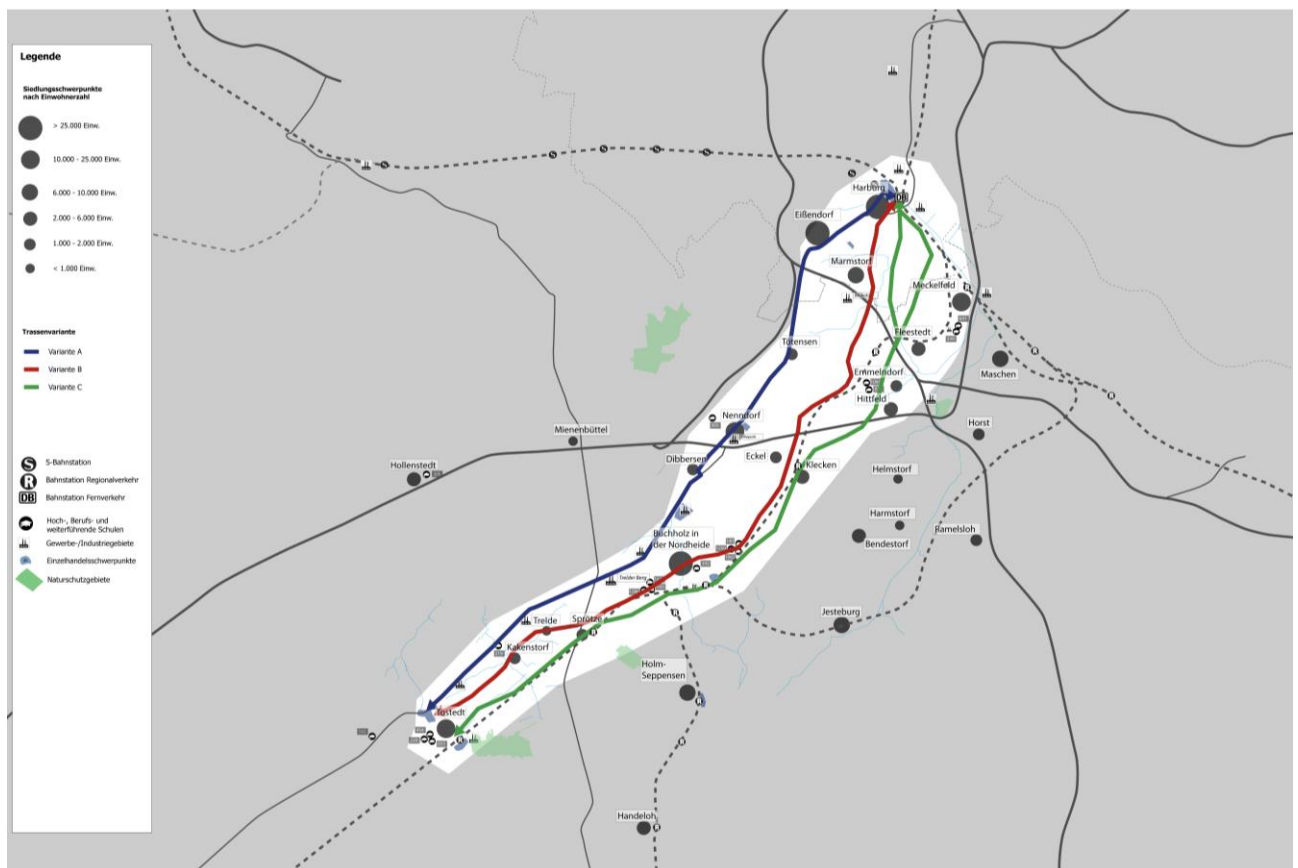 Legende
Siedlungsschwerpunkte
nach Einwohnerzahl
> 25.000 Einw.
10.000 - 25.000 Einw.
6.000 - 10.000 Einw.
2.000 - 6.000 Einw.
1.000 - 2.000 Einw.
< 1.000 Einw.
Trassenvariante
Variante A
Variante B
Variante C
S
S-Bahnstation
R
Bahnstation Regionalverkehr
DB
Bahnstation Fernverkehr
Hoch-, Berufs- und
weiterführende Schulen
Gewerbe-/Industriegebiete
Einzelhandelsschwerpunkte
Naturschutzgebiete
Harburg
DB
Eißendorf
Marmstorf
Meckelfeld
Fleestedt
Tötensen
Maschen
Emmelndorf
Hittfeld
Nenndorf
Mienenbüttel
Horst
Dibbersen
Eckel
Klecken
Hollenstedt
Helmstorf
Harmstorf
Bendestorf
Ramelsloh
Buchholz in
der Nordheide
Trelder Berg
Jesteburg
Trelde
Sprötze
Kakenstorf
Holm-
Seppensen
Tostedt
Handeloh